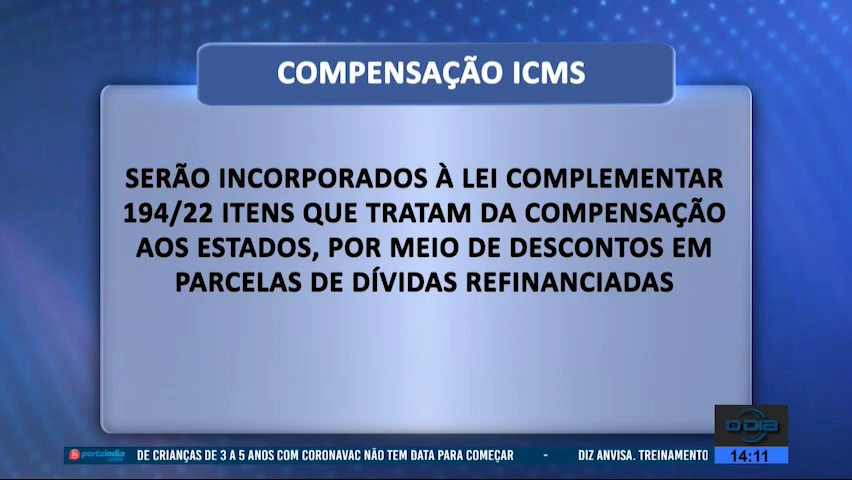 COMPENSAÇÃO ICMS
SERÃO INCORPORADOS À LEI COMPLEMENTAR
194/22 ITENS QUE TRATAM DA COMPENSAÇÃO
AOS ESTADOS, POR MEIO DE DESCONTOS EM
PARCELAS DE DÍVIDAS REFINANCIADAS
O DIA
portalodia.com DE CRIANÇAS DE 3 A 5 ANOS COM CORONAVAC NÃO TEM DATA PARA COMEÇAR - DIZ ANVISA. TREINAMENTO 14:11